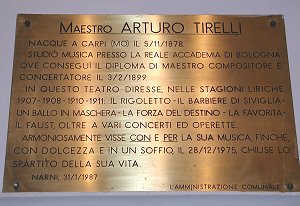 MAESTRO ARTURO TIRELLI
NACQUE A CARPI (MO) IL 5/11/1878
STUDIO MUSICA PRESSO LA REALE ACCADEMIA DI BOLOGNA
OVE CONSEGUI IL DIPLOMA DI MAESTRO COMPOSITORE E
CONCERTATORE IL 3/2/1899
..IN QUESTO TEATRO DIRESSE, NELLE STAGIONI LIRICHE
1907-1908-1910-1911: IL RIGOLETTO-IL BARBIERE DI SIVIGLIA-
UN BALLO IN MASCHERA-LA FORZA DEL DESTINO-LA FAVORITA-
IL FAUST, OLTRE A VARI CONCERTI ED OPERETTE.
ARMONIOSAMENTE VISSE CON E PER LA SUA MUSICA, FINCHE,
CON DOLCEZZA E IN UN SOFFIO, IL 28/12/1975, CHIUSE LO
SPARTITO DELLA SUA VITA.
NARNI, 31/1/1987
L'AMMINISTRAZIONE COMUNALE